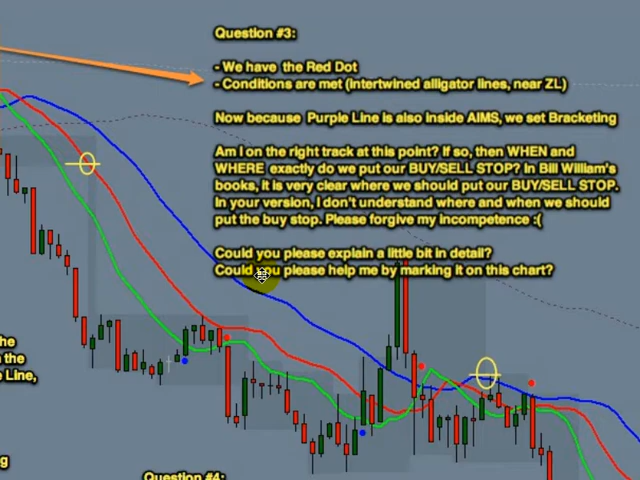 Question #3:
- We have the Red Dot
- Conditions are met (intertwined alligator lines, near ZL)
Now because Purple Line is also inside AIMS, we set Bracketing
Am I on the right track at this point? If so, then WHEN and
WHERE exactly do we put our BUY/SELL STOP? In Bill William's
books, it is very clear where we should put our BUY/SELL STOP.
In your version, I don't understand where and when we should
put the buy stop. Please forgive my incompetence :(
Could you please explain a little bit in detail?
Could you please help me by marking it on this chart?
he
the
Line,
Question #4: